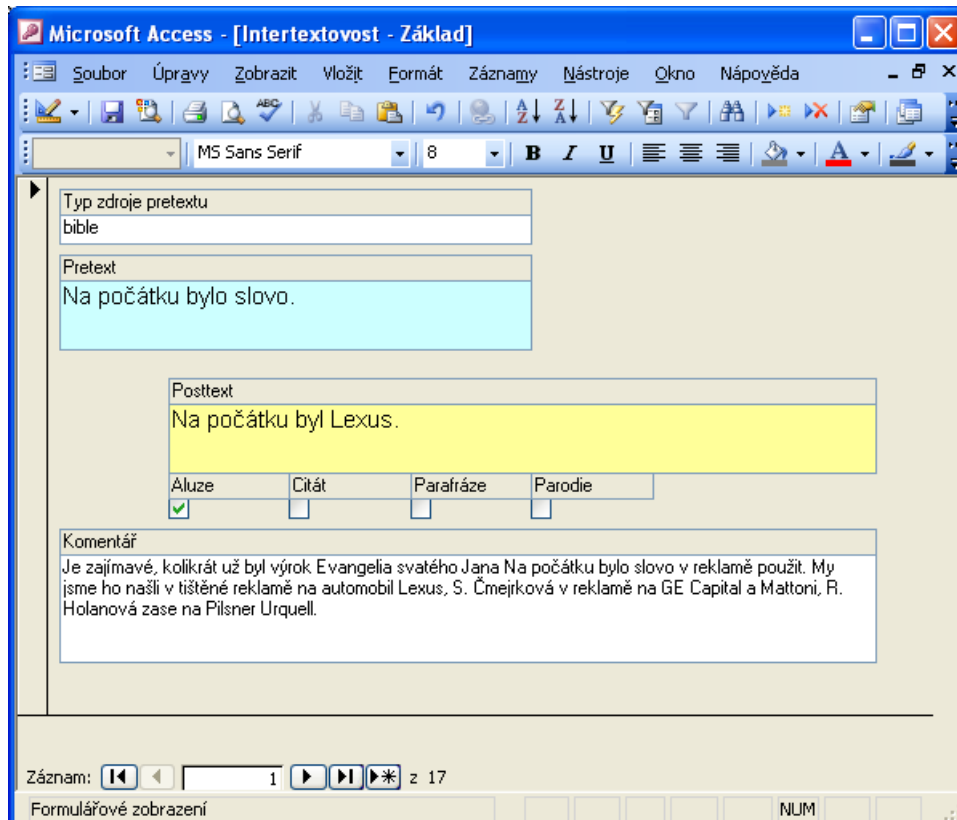 Microsoft Access - [Intertextovost - Základ]
Soubor Úpravy Zobrazit Vložit Formát Záznamy Nástroje Okno Nápověda
MS Sans Serif 8 B I U A
Typ zdroje pretextu
bible
Pretext
Na počátku bylo slovo.
Posttext
Na počátku byl Lexus.
Aluze Citát Parafráze Parodie
Komentář
Je zajímavé, kolikrát už byl výrok Evangelia svatého Jana Na počátku bylo slovo v reklamě použit. My
jsme ho našli v tištěné reklamě na automobil Lexus, S. Čmejrková v reklamě na GE Capital a Mattoni, R.
Holanová zase na Pilsner Urquell.
Záznam: 1 z 17
Formulářové zobrazení NUM